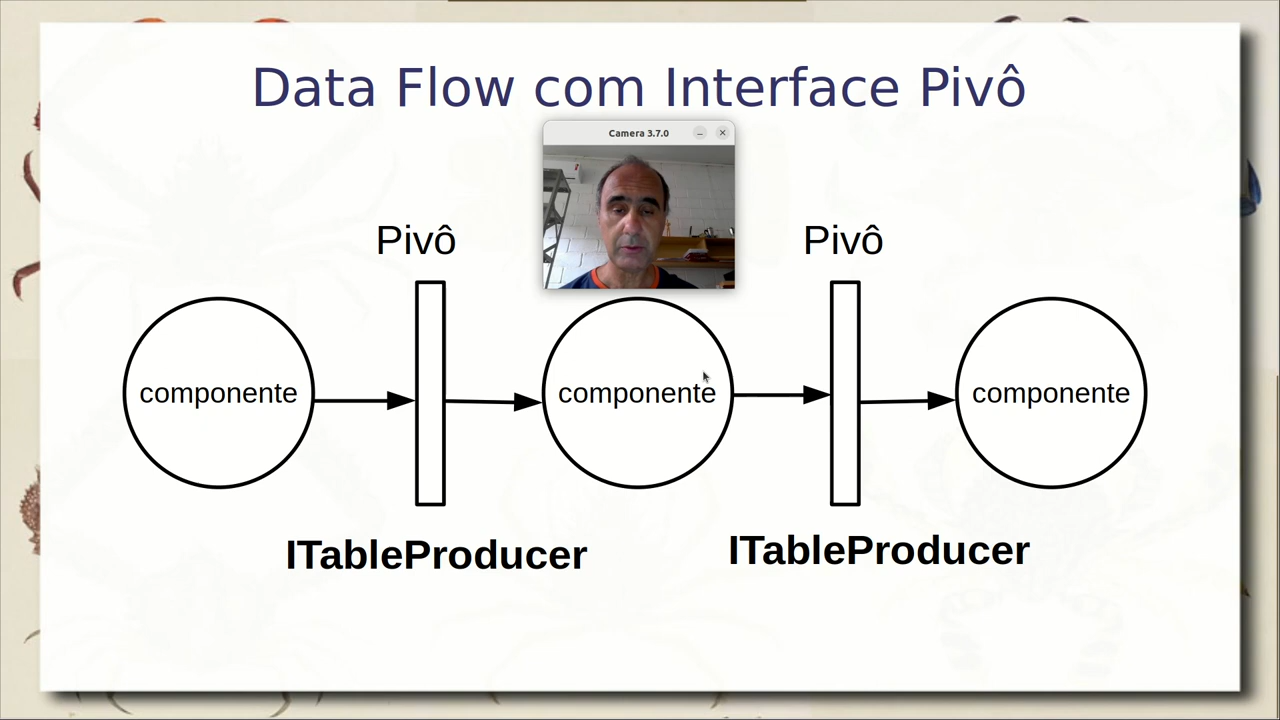 Data Flow com Interface Pivô
Camera 3.7.0
Pivô
Pivô
componente
componente
componente
ITableProducer
ITableProducer